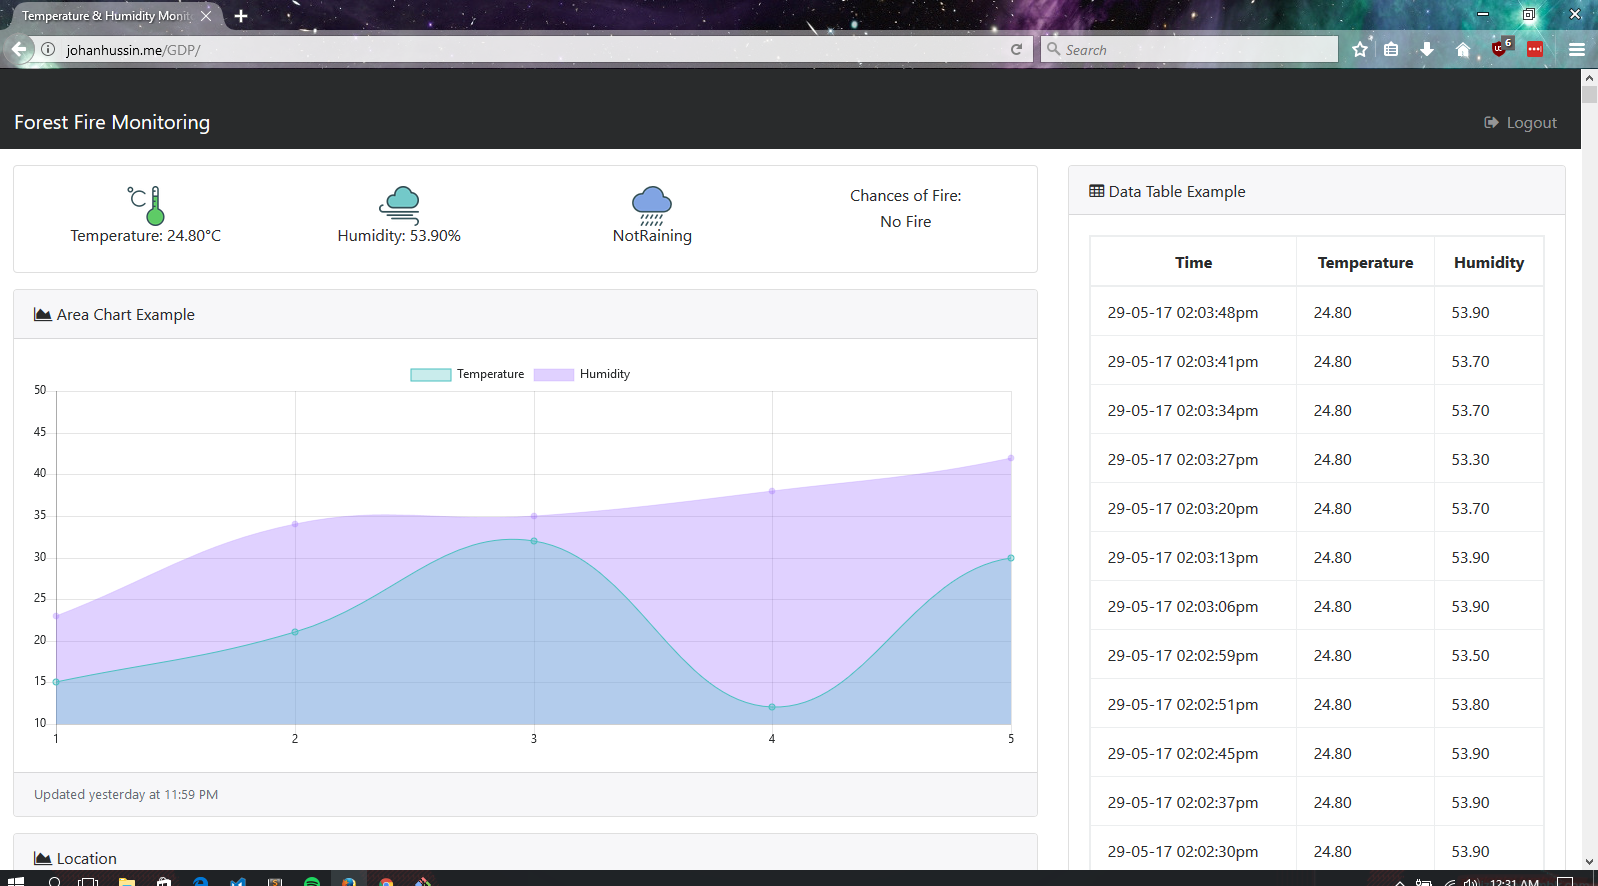 Temperature & Humidity Monit
johanhussin.me/GDP/
Search
6
Forest Fire Monitoring
Logout
°C
Temperature: 24.80°C
Humidity: 53.90%
NotRaining
Chances of Fire:
No Fire
Area Chart Example
Temperature
Humidity
50
45
40
35
30
25
20
15
10
1 2 3 4 5
Updated yesterday at 11:59 PM
Location
Data Table Example
Time Temperature Humidity
29-05-17 02:03:48pm 24.80 53.90
29-05-17 02:03:41pm 24.80 53.70
29-05-17 02:03:34pm 24.80 53.70
29-05-17 02:03:27pm 24.80 53.30
29-05-17 02:03:20pm 24.80 53.70
29-05-17 02:03:13pm 24.80 53.90
29-05-17 02:03:06pm 24.80 53.90
29-05-17 02:02:59pm 24.80 53.50
29-05-17 02:02:51pm 24.80 53.80
29-05-17 02:02:45pm 24.80 53.90
29-05-17 02:02:37pm 24.80 53.90
29-05-17 02:02:30pm 24.80 53.90
12:31 AM